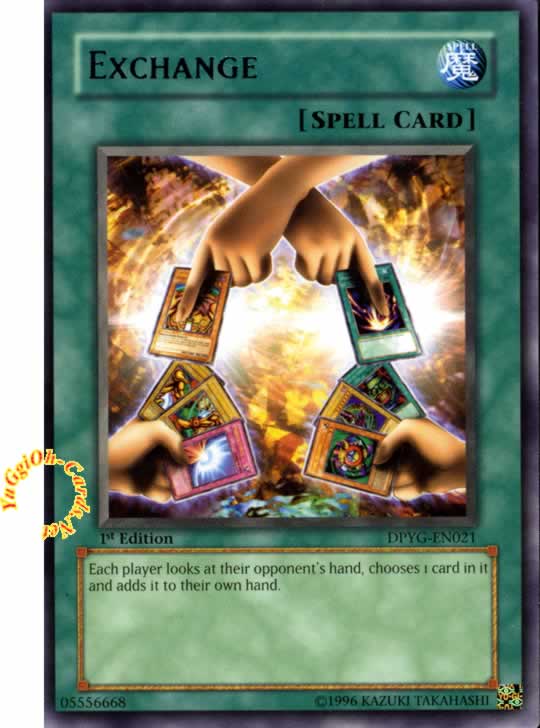 EXCHANGE
SPELL
魔
[SPELL CARD]
YuGgiOh-Cards.Net
1st Edition
DPYG-EN021
Each player looks at their opponent's hand, chooses 1 card in it
and adds it to their own hand.
05556668
©1996 KAZUKI TAKAHASHI